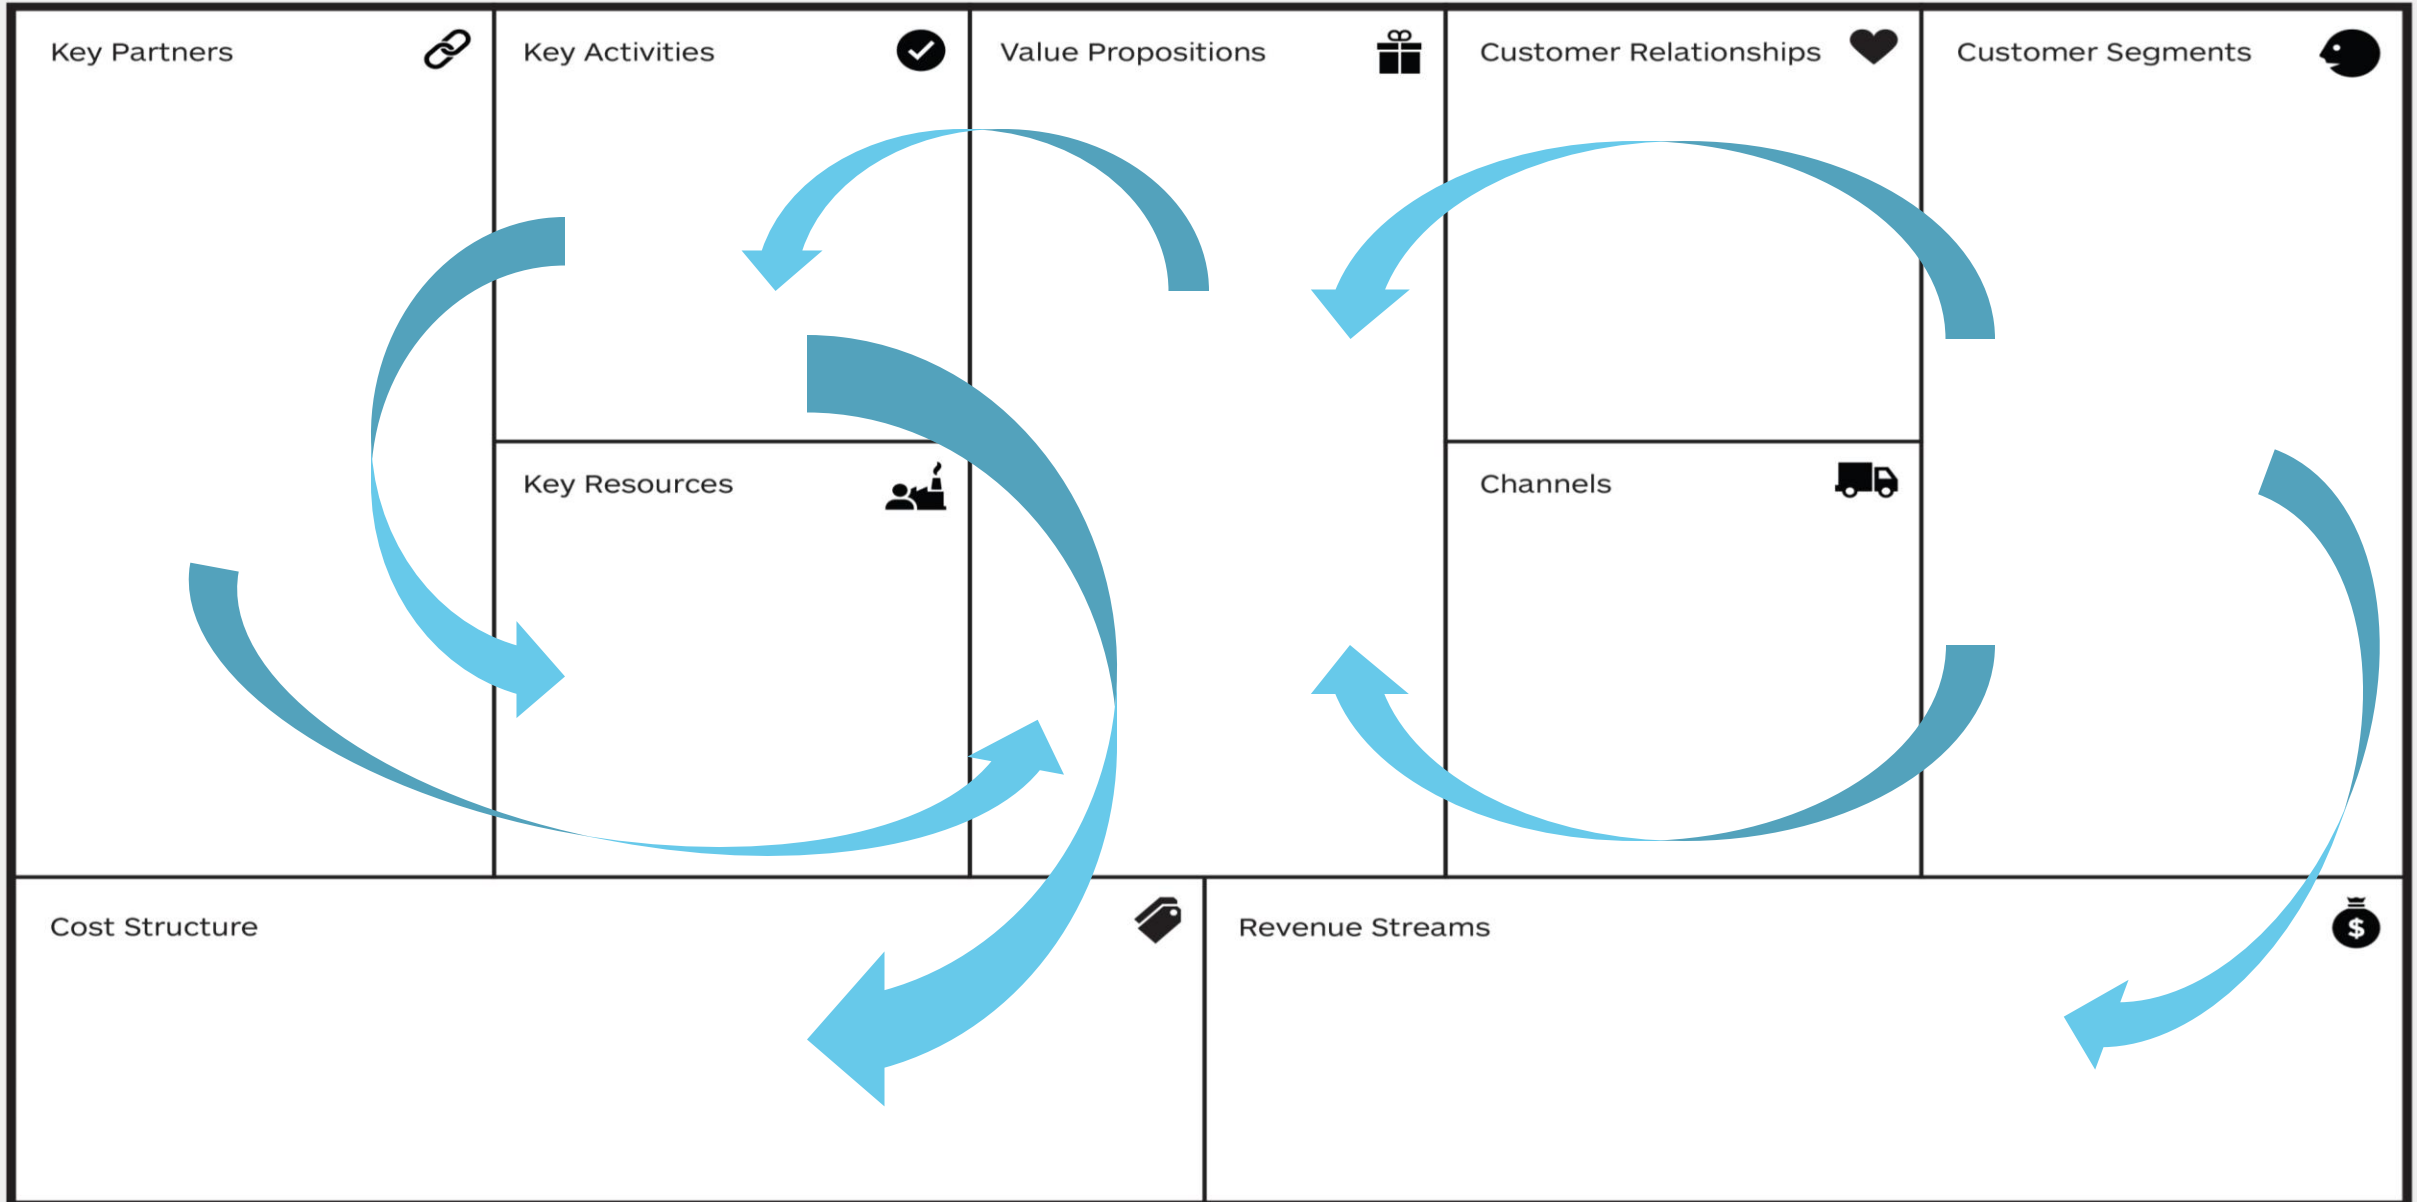 Key Partners
Key Activities
Value Propositions
Customer Relationships
Customer Segments
Key Resources
Channels
Cost Structure
Revenue Streams
$